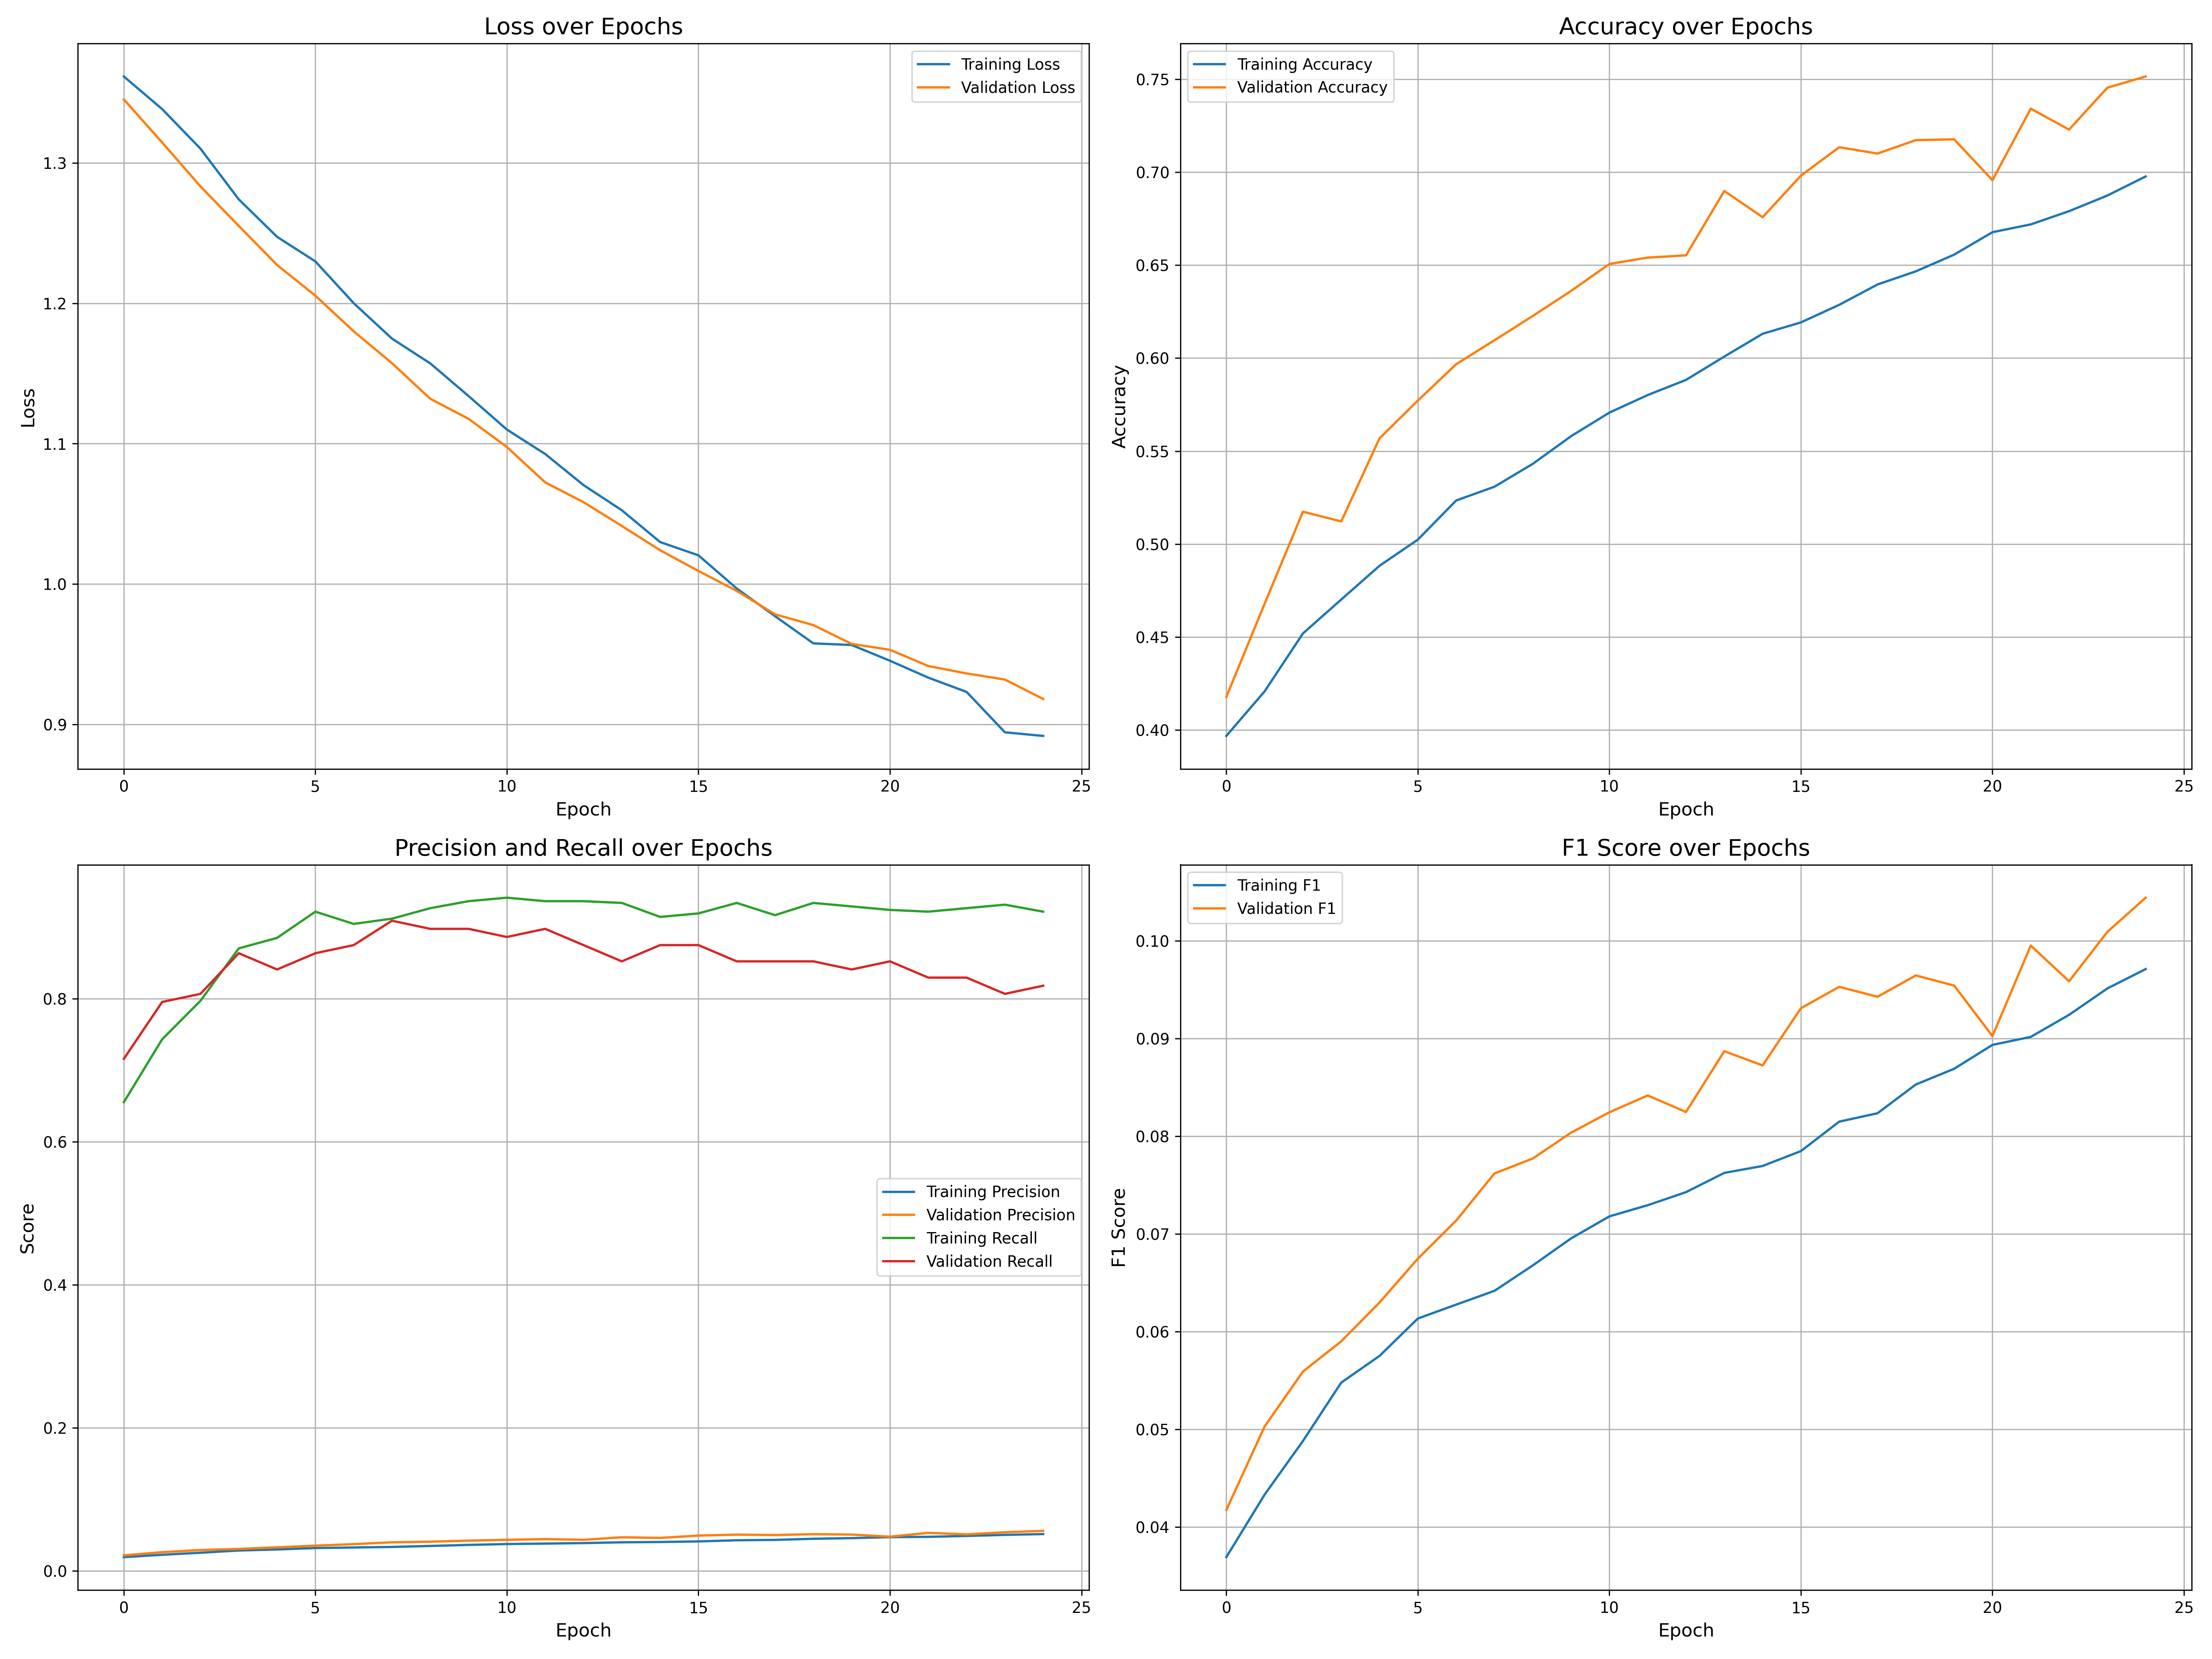 Loss over Epochs
Training Loss
Validation Loss
1.3
1.2
1.1
1.0
0.9
Loss
0 5 10 15 20 25
Epoch
Accuracy over Epochs
Training Accuracy
Validation Accuracy
0.75
0.70
0.65
0.60
0.55
0.50
0.45
0.40
Accuracy
0 5 10 15 20 25
Epoch
Precision and Recall over Epochs
0.8
0.6
0.4
0.2
0.0
Score
Training Precision
Validation Precision
Training Recall
Validation Recall
0 5 10 15 20 25
Epoch
F1 Score over Epochs
Training F1
Validation F1
0.10
0.09
0.08
0.07
0.06
0.05
0.04
F1 Score
0 5 10 15 20 25
Epoch